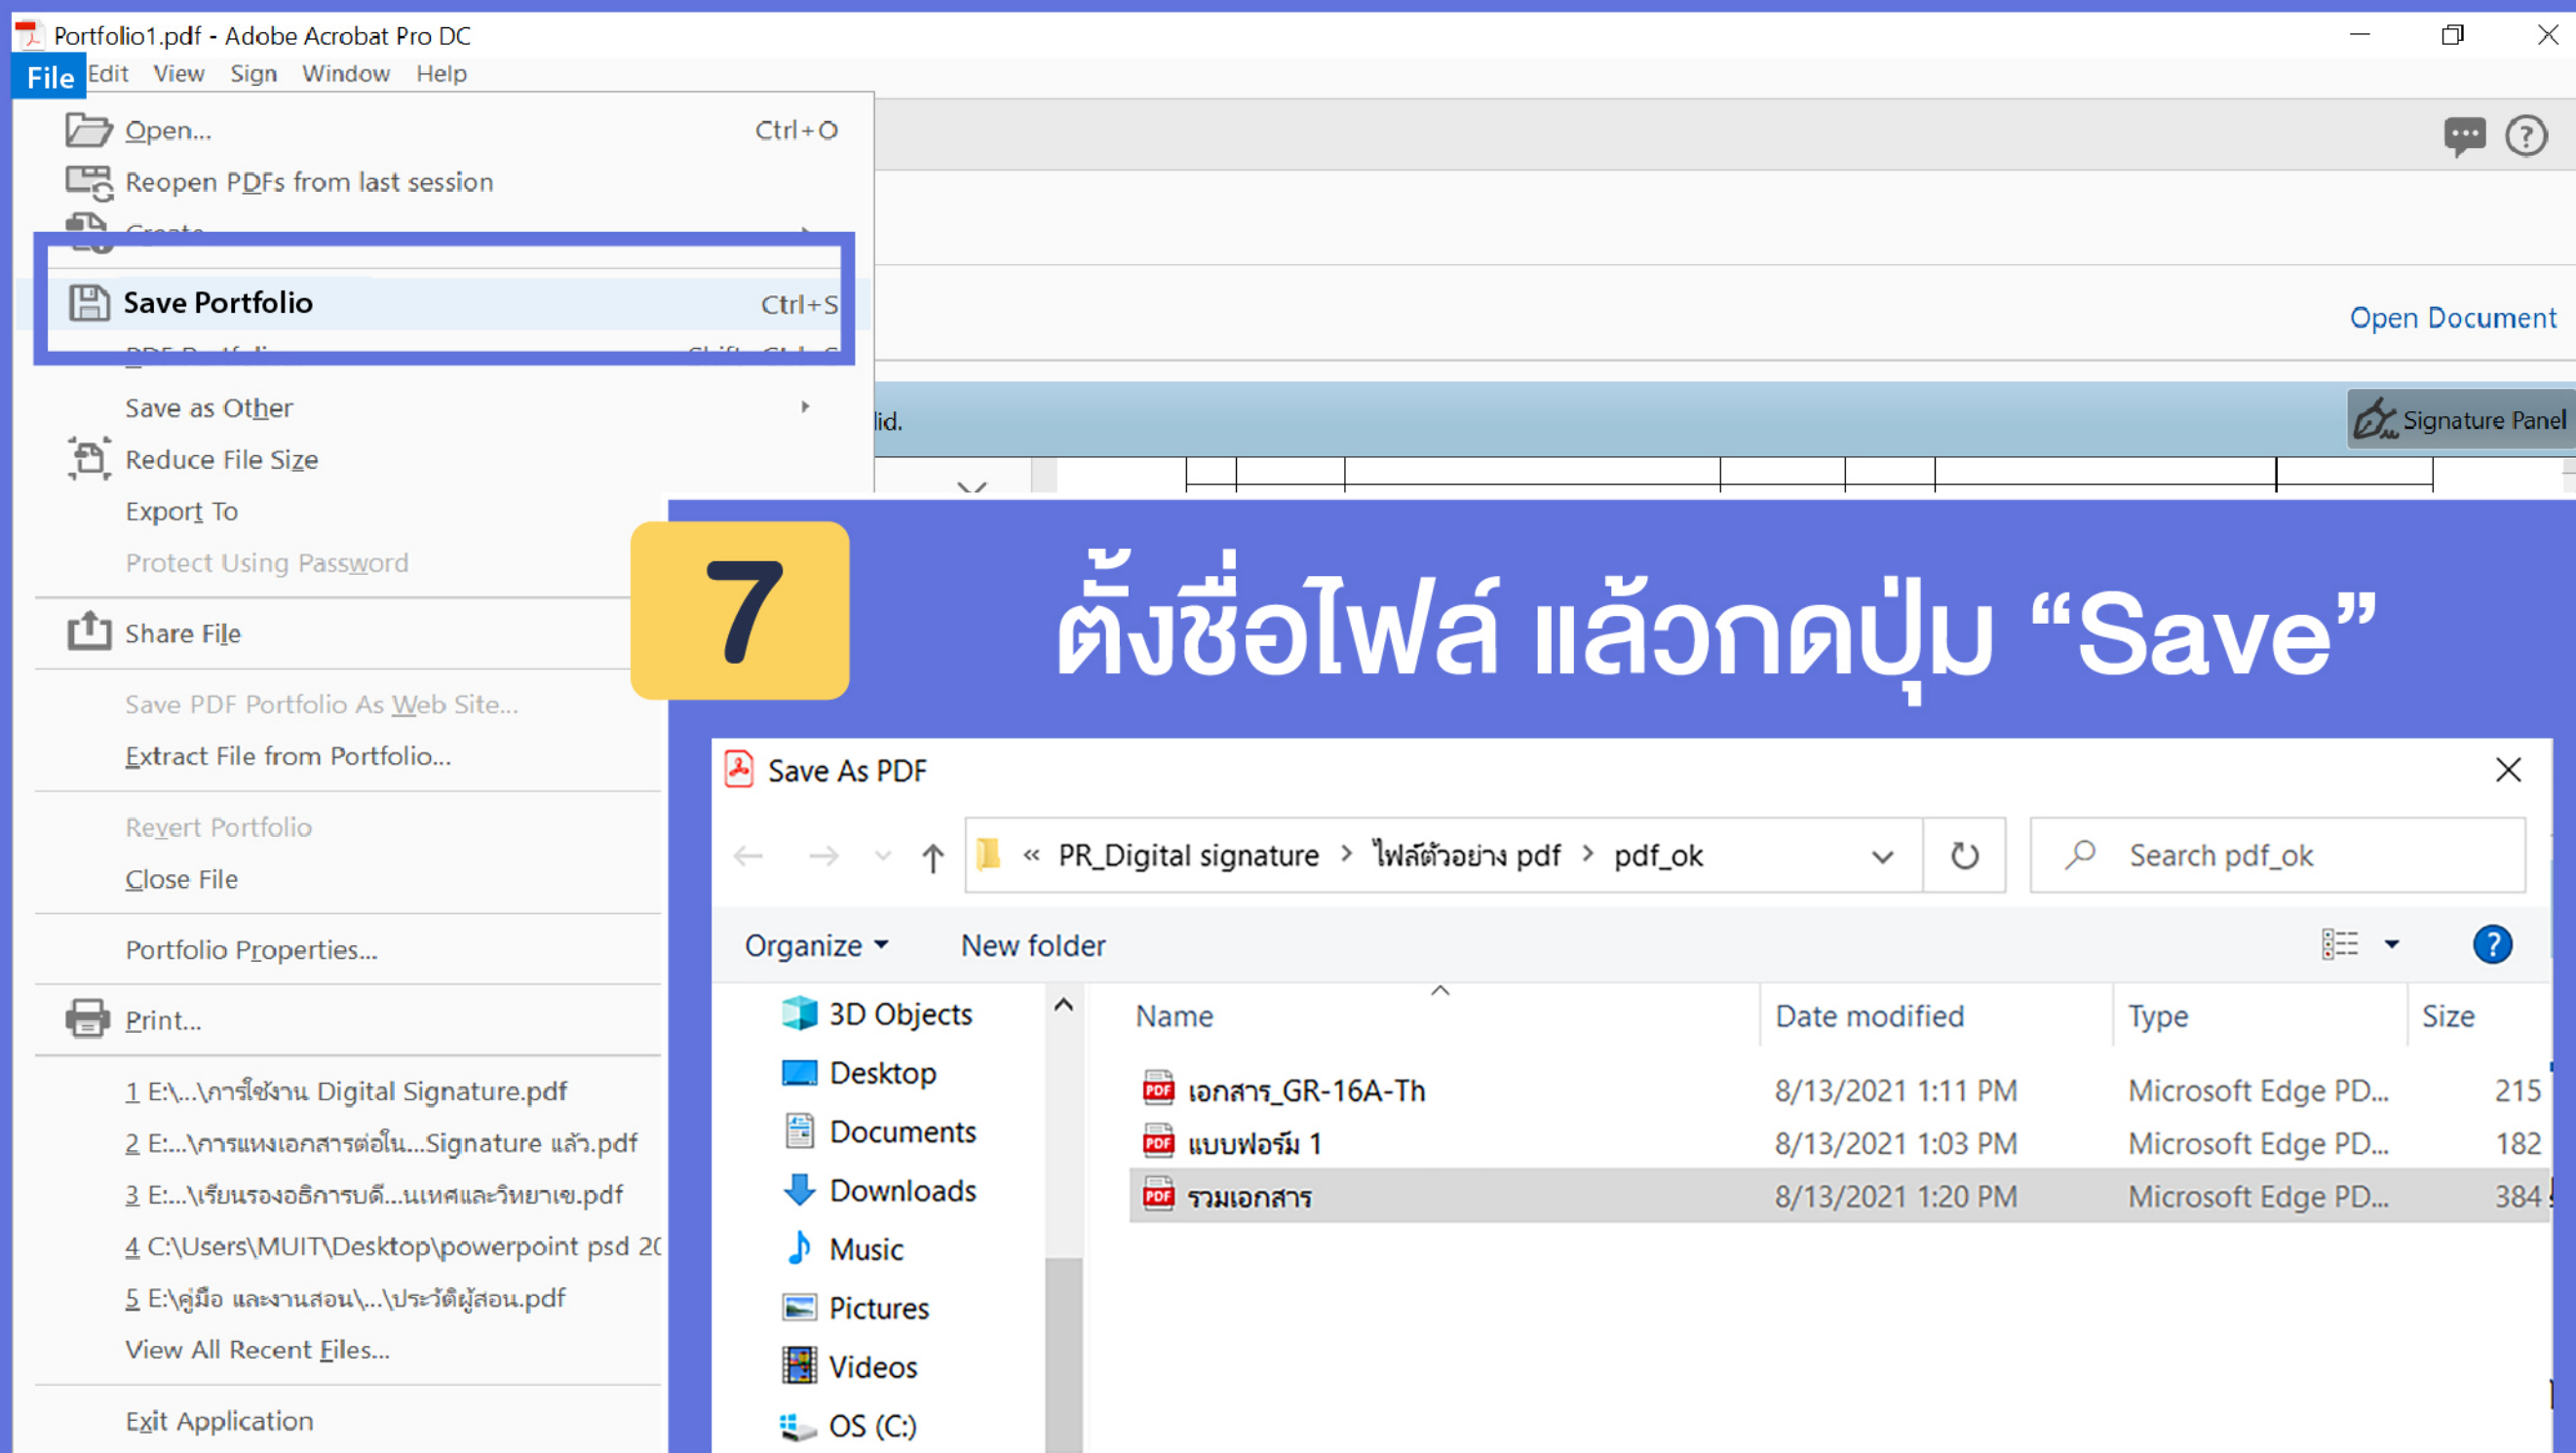 Portfolio1.pdf - Adobe Acrobat Pro DC
File Edit View Sign Window Help
Open... Ctrl+O
Reopen PDFs from last session
Create
Save Portfolio Ctrl+S
Open Document
Save as Other
lid.
Signature Panel
Reduce File Size
Export To
Protect Using Password
Share File
Save PDF Portfolio As Web Site...
Extract File from Portfolio...
Revert Portfolio
Close File
Portfolio Properties...
Print...
1 E:\...\การใช้งาน Digital Signature.pdf
2 E:...\การแทงเอกสารต่อใน...Signature แล้ว.pdf
3 E:...\เรียนรองอธิการบดี...นเทศและวิทยาเข.pdf
4 C:\Users\MUIT\Desktop\powerpoint psd 20
5 E:\คู่มือ และงานสอน\...\ประวัติผู้สอน.pdf
View All Recent Files...
Exit Application
7
ตั้งชื่อไฟล์ แล้วกดปุ่ม “Save”
Save As PDF
« PR_Digital signature > ไฟล์ตัวอย่าง pdf > pdf_ok
Search pdf_ok
Organize New folder
3D Objects
Desktop
Documents
Downloads
Music
Pictures
Videos
OS (C:)
Name Date modified Type Size
เอกสาร_GR-16A-Th 8/13/2021 1:11 PM Microsoft Edge PD... 215
แบบฟอร์ม 1 8/13/2021 1:03 PM Microsoft Edge PD... 182
รวมเอกสาร 8/13/2021 1:20 PM Microsoft Edge PD... 384